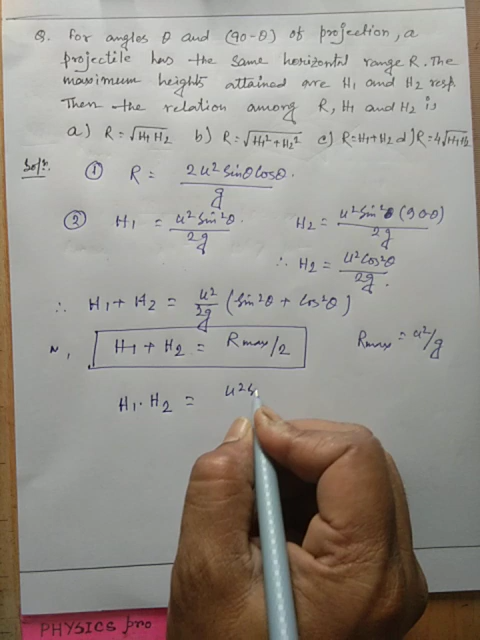 Q. For angles θ and (90-θ) of projection, a
projectile has the same horizontal range R. The
maximum heights attained are H1 and H2 resp.
Then the relation among R, H1 and H2 is
a) R = √H1 H2 b) R = √H1² + H2² c) R = H1 + H2 d) R = 4√H1H2
Soln:
① R = 2u² sinθ cosθ / g
② H1 = u² sin²θ / 2g H2 = u² sin² (90-θ) / 2g
∴ H2 = u² cos²θ / 2g.
∴ H1 + H2 = u²/2g (sin²θ + cos²θ)
H1 + H2 = Rmax/2 Rmax = u²/g
H1 . H2 = u² s
PHYSICS pro